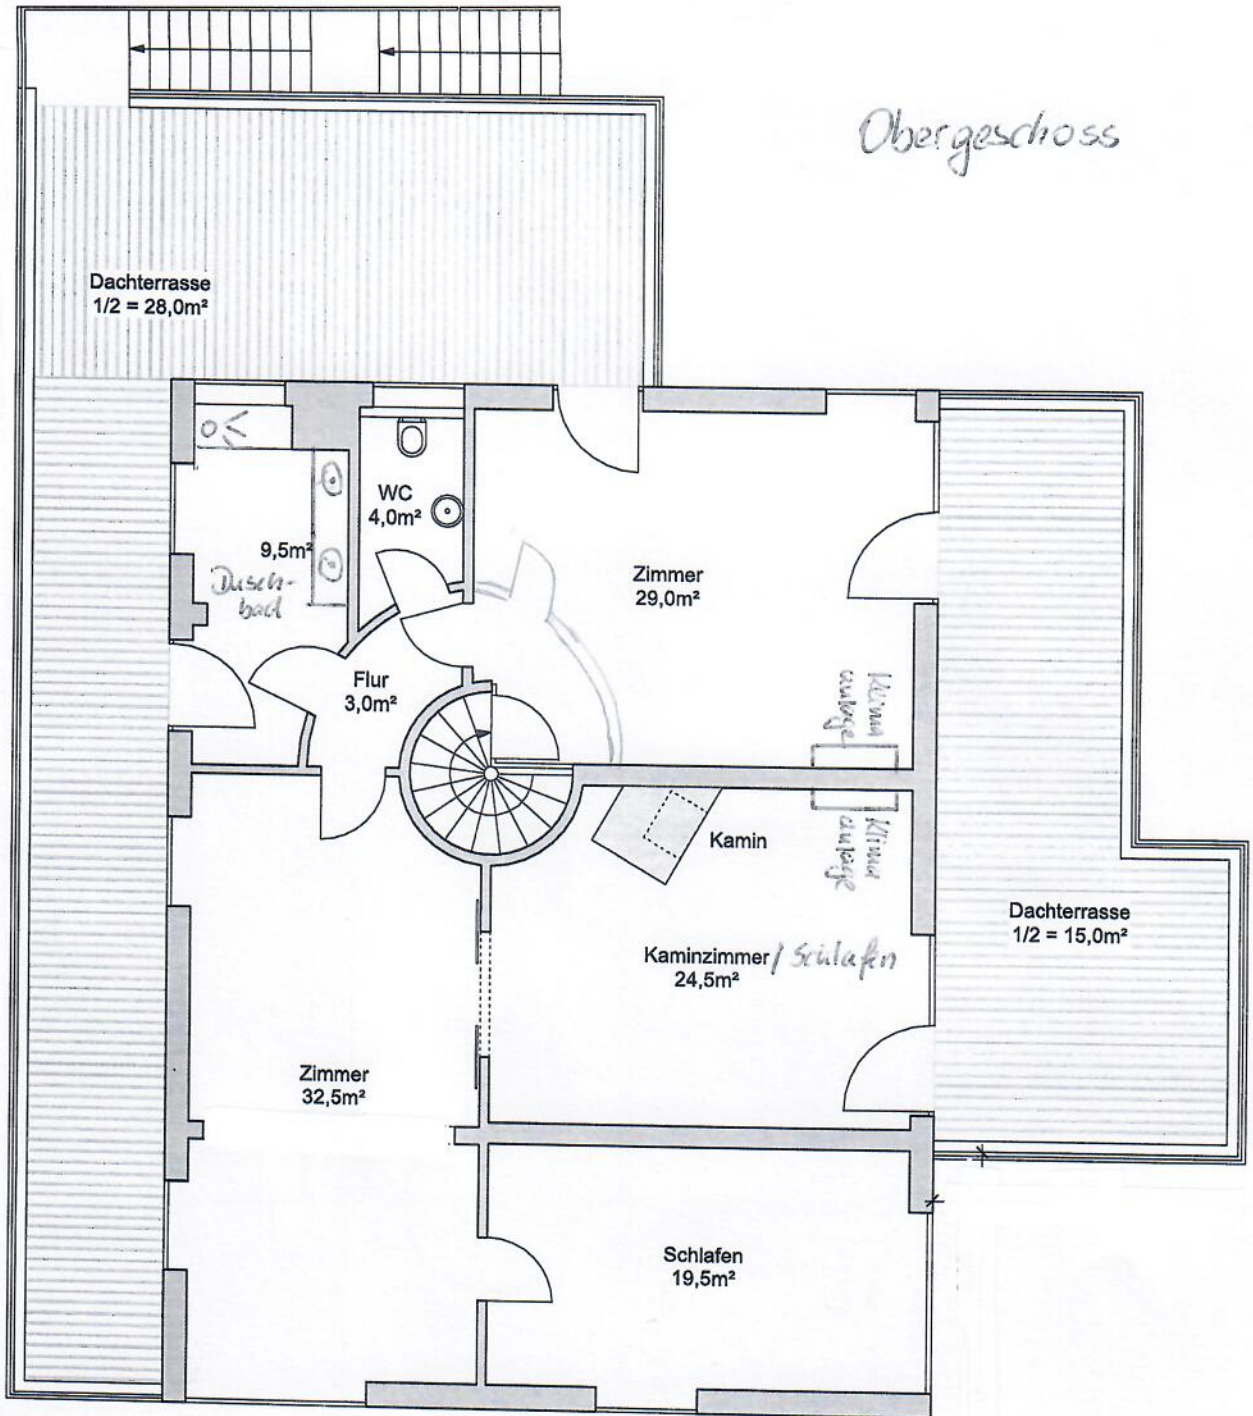 Obergeschoss
Dachterrasse
1/2 = 28,0m²
WC
4,0m²
9,5m²
Dusch-
bad
Zimmer
29,0m²
Flur
3,0m²
Klima
anlage
Kamin
Klima
anlage
Dachterrasse
1/2 = 15,0m²
Kaminzimmer / Schlafen
24,5m²
Zimmer
32,5m²
Schlafen
19,5m²